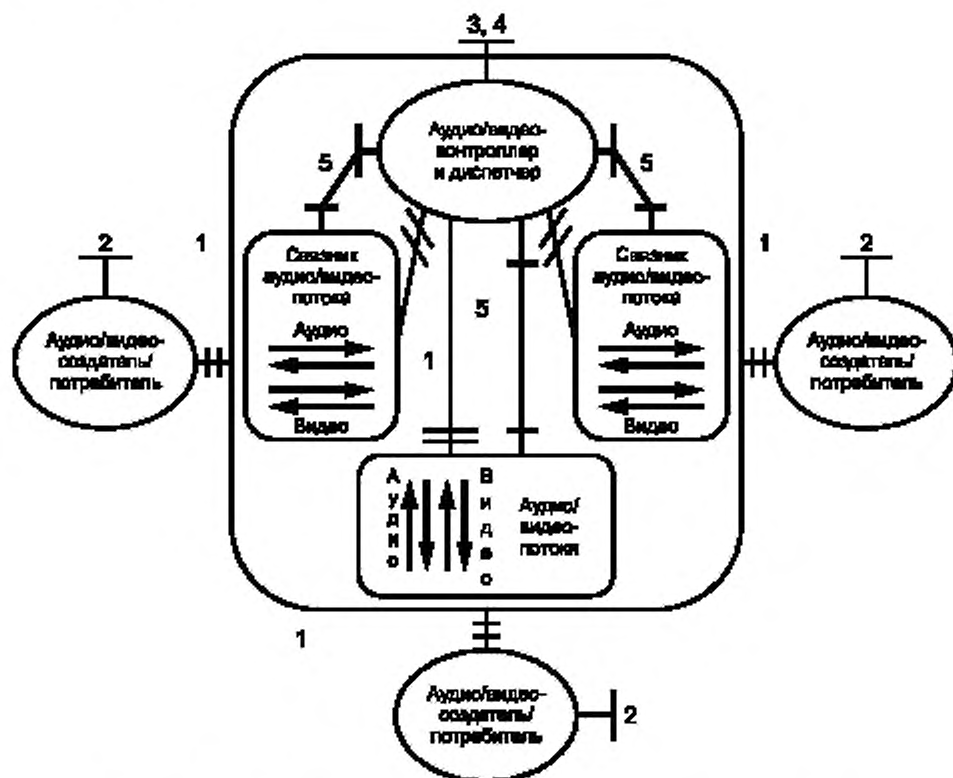 3, 4
Аудио/видео-
контроллер
и диспетчер
5
5
1
1
2
2
Связник
аудио/видео-
потока
Аудио
Видео
Связник
аудио/видео-
потока
Аудио
Видео
Аудио/видео-
создатель/
потребитель
Аудио/видео-
создатель/
потребитель
5
1
Аудио
Видео
Аудио/
видео-
потоки
1
Аудио/видео-
создатель/
потребитель
2